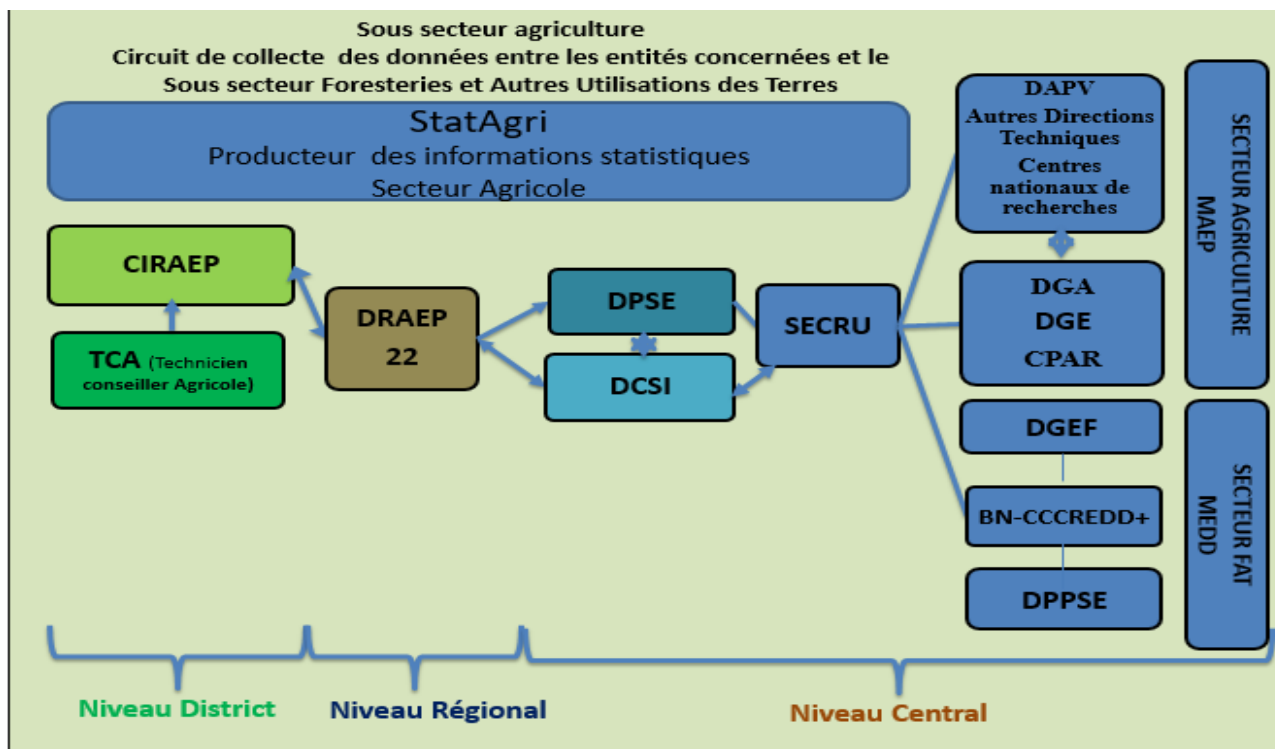 Sous secteur agriculture
Circuit de collecte des données entre les entités concernées et le
Sous secteur Foresteries et Autres Utilisations des Terres
StatAgri
Producteur des informations statistiques
Secteur Agricole
CIRAEP
TCA (Technicien
conseiller Agricole)
DRAEP
22
DPSE
DCSI
SECRU
DAPV
Autres Directions
Techniques
Centres
nationaux de
recherches
DGA
DGE
CPAR
DGEF
BN-CCCREDD+
DPPSE
SECTEUR AGRICULTURE
MAEP
SECTEUR FAT
MEDD
Niveau District
Niveau Régional
Niveau Central